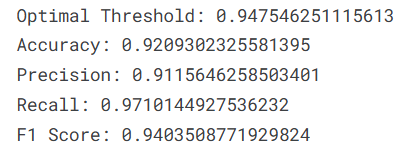 Optimal Threshold: 0.947546251115613
Accuracy: 0.9209302325581395
Precision: 0.9115646258503401
Recall: 0.9710144927536232
F1 Score: 0.9403508771929824